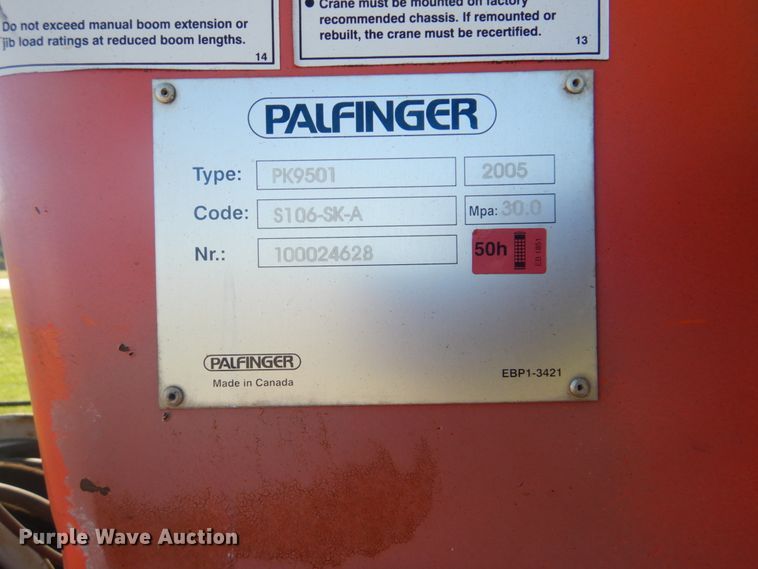 Do not exceed manual boom extension or
jib load ratings at reduced boom lengths.
14
Crane must be mounted on factory
recommended chassis. If remounted or
rebuilt, the crane must be recertified.
13
PALFINGER
Type: PK9501 2005
Code: S106-SK-A Mpa: 30.0
Nr.: 100024628 50h EB 1851
PALFINGER
Made in Canada
EBP1-3421
Purple Wave Auction